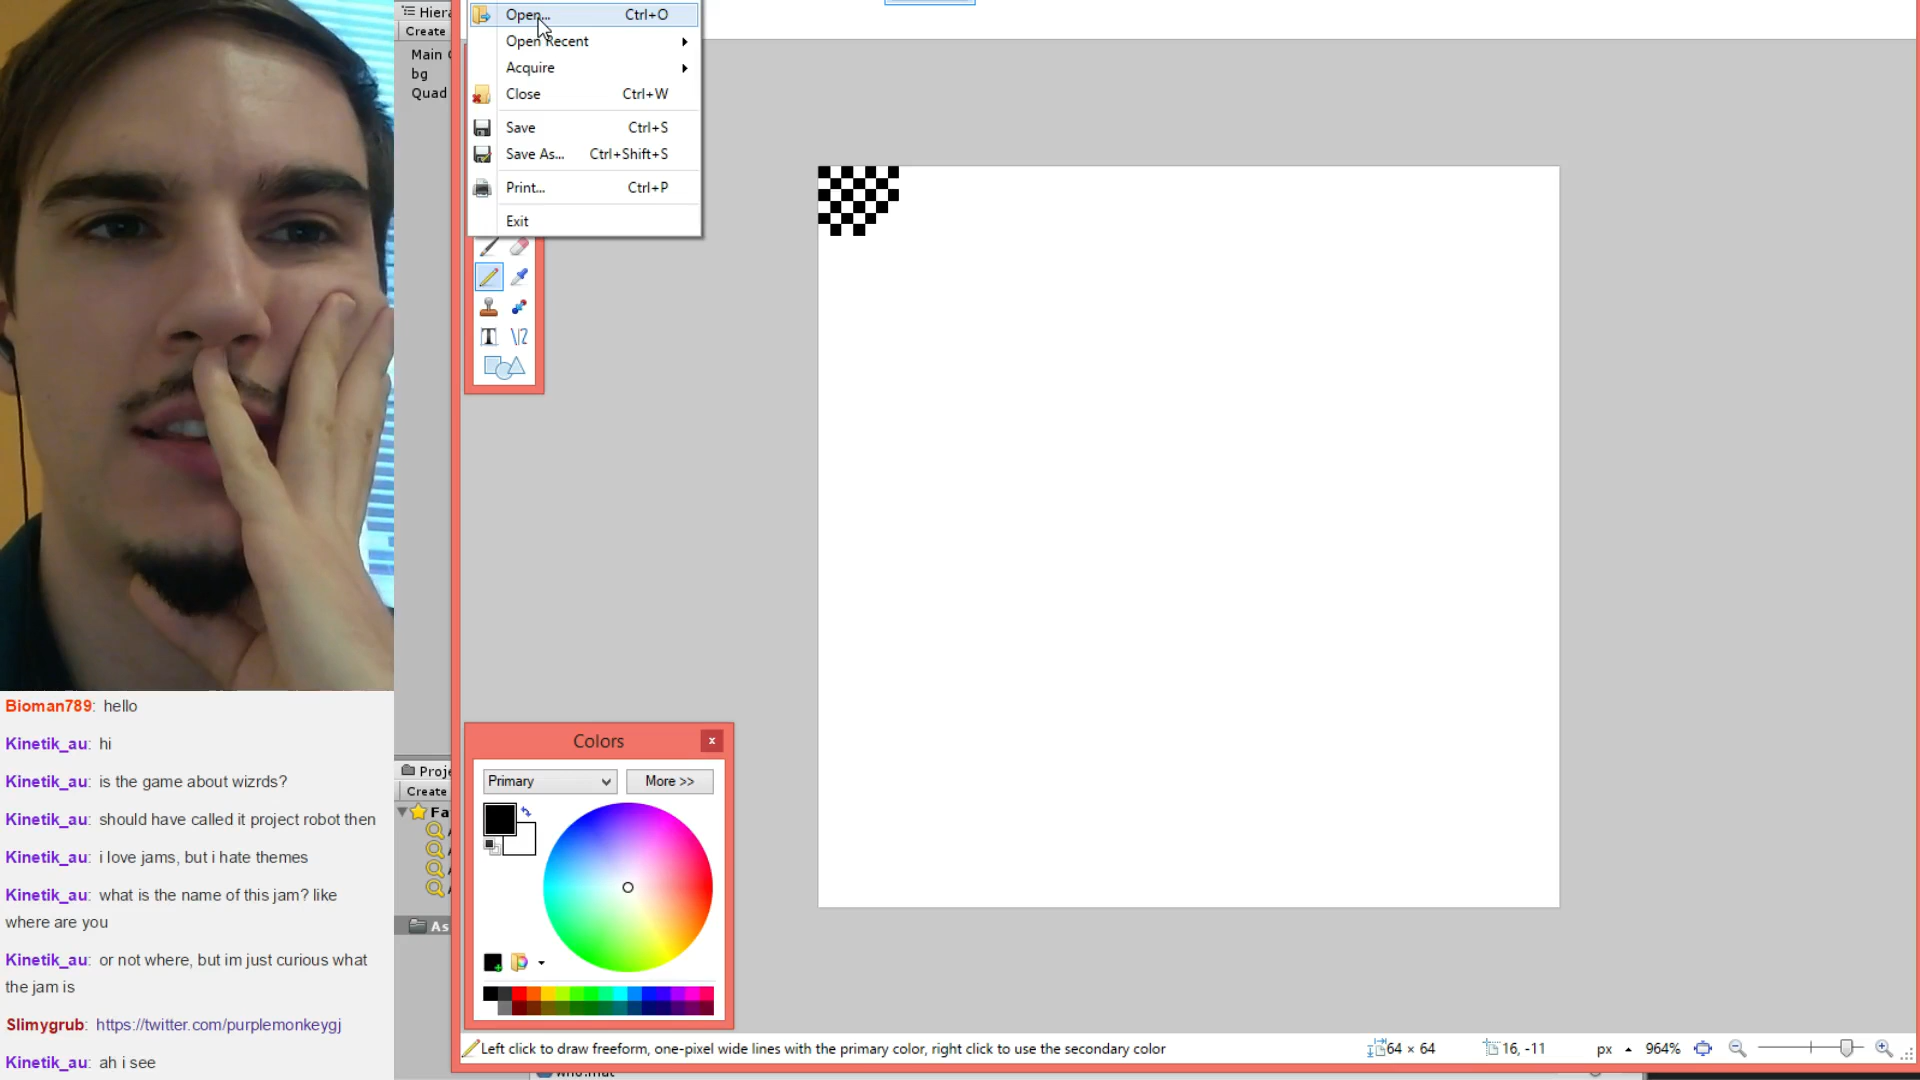 Hiera
Create
Main
bg
Quad
Open... Ctrl+O
Open Recent
Acquire
Close Ctrl+W
Save Ctrl+S
Save As... Ctrl+Shift+S
Print... Ctrl+P
Exit
Bioman789: hello
Kinetik_au: hi
Kinetik_au: is the game about wizrds?
Kinetik_au: should have called it project robot then
Kinetik_au: i love jams, but i hate themes
Kinetik_au: what is the name of this jam? like
where are you
Kinetik_au: or not where, but im just curious what
the jam is
Slimygrub: https://twitter.com/purplemonkeygj
Kinetik_au: ah i see
Proje
Create
Fa
As
Colors
Primary
More >>
Left click to draw freeform, one-pixel wide lines with the primary color, right click to use the secondary color
64 × 64
16, -11
px
964%